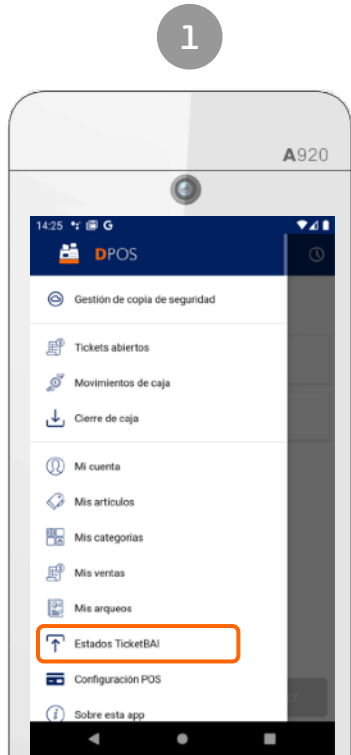 1
A920
14:25 G
DPOS
Gestión de copia de seguridad
Tickets abiertos
Movimientos de caja
Cierre de caja
Mi cuenta
Mis artículos
Mis categorías
Mis ventas
Mis arqueos
Estados TicketBAI
Configuración POS
Sobre esta app